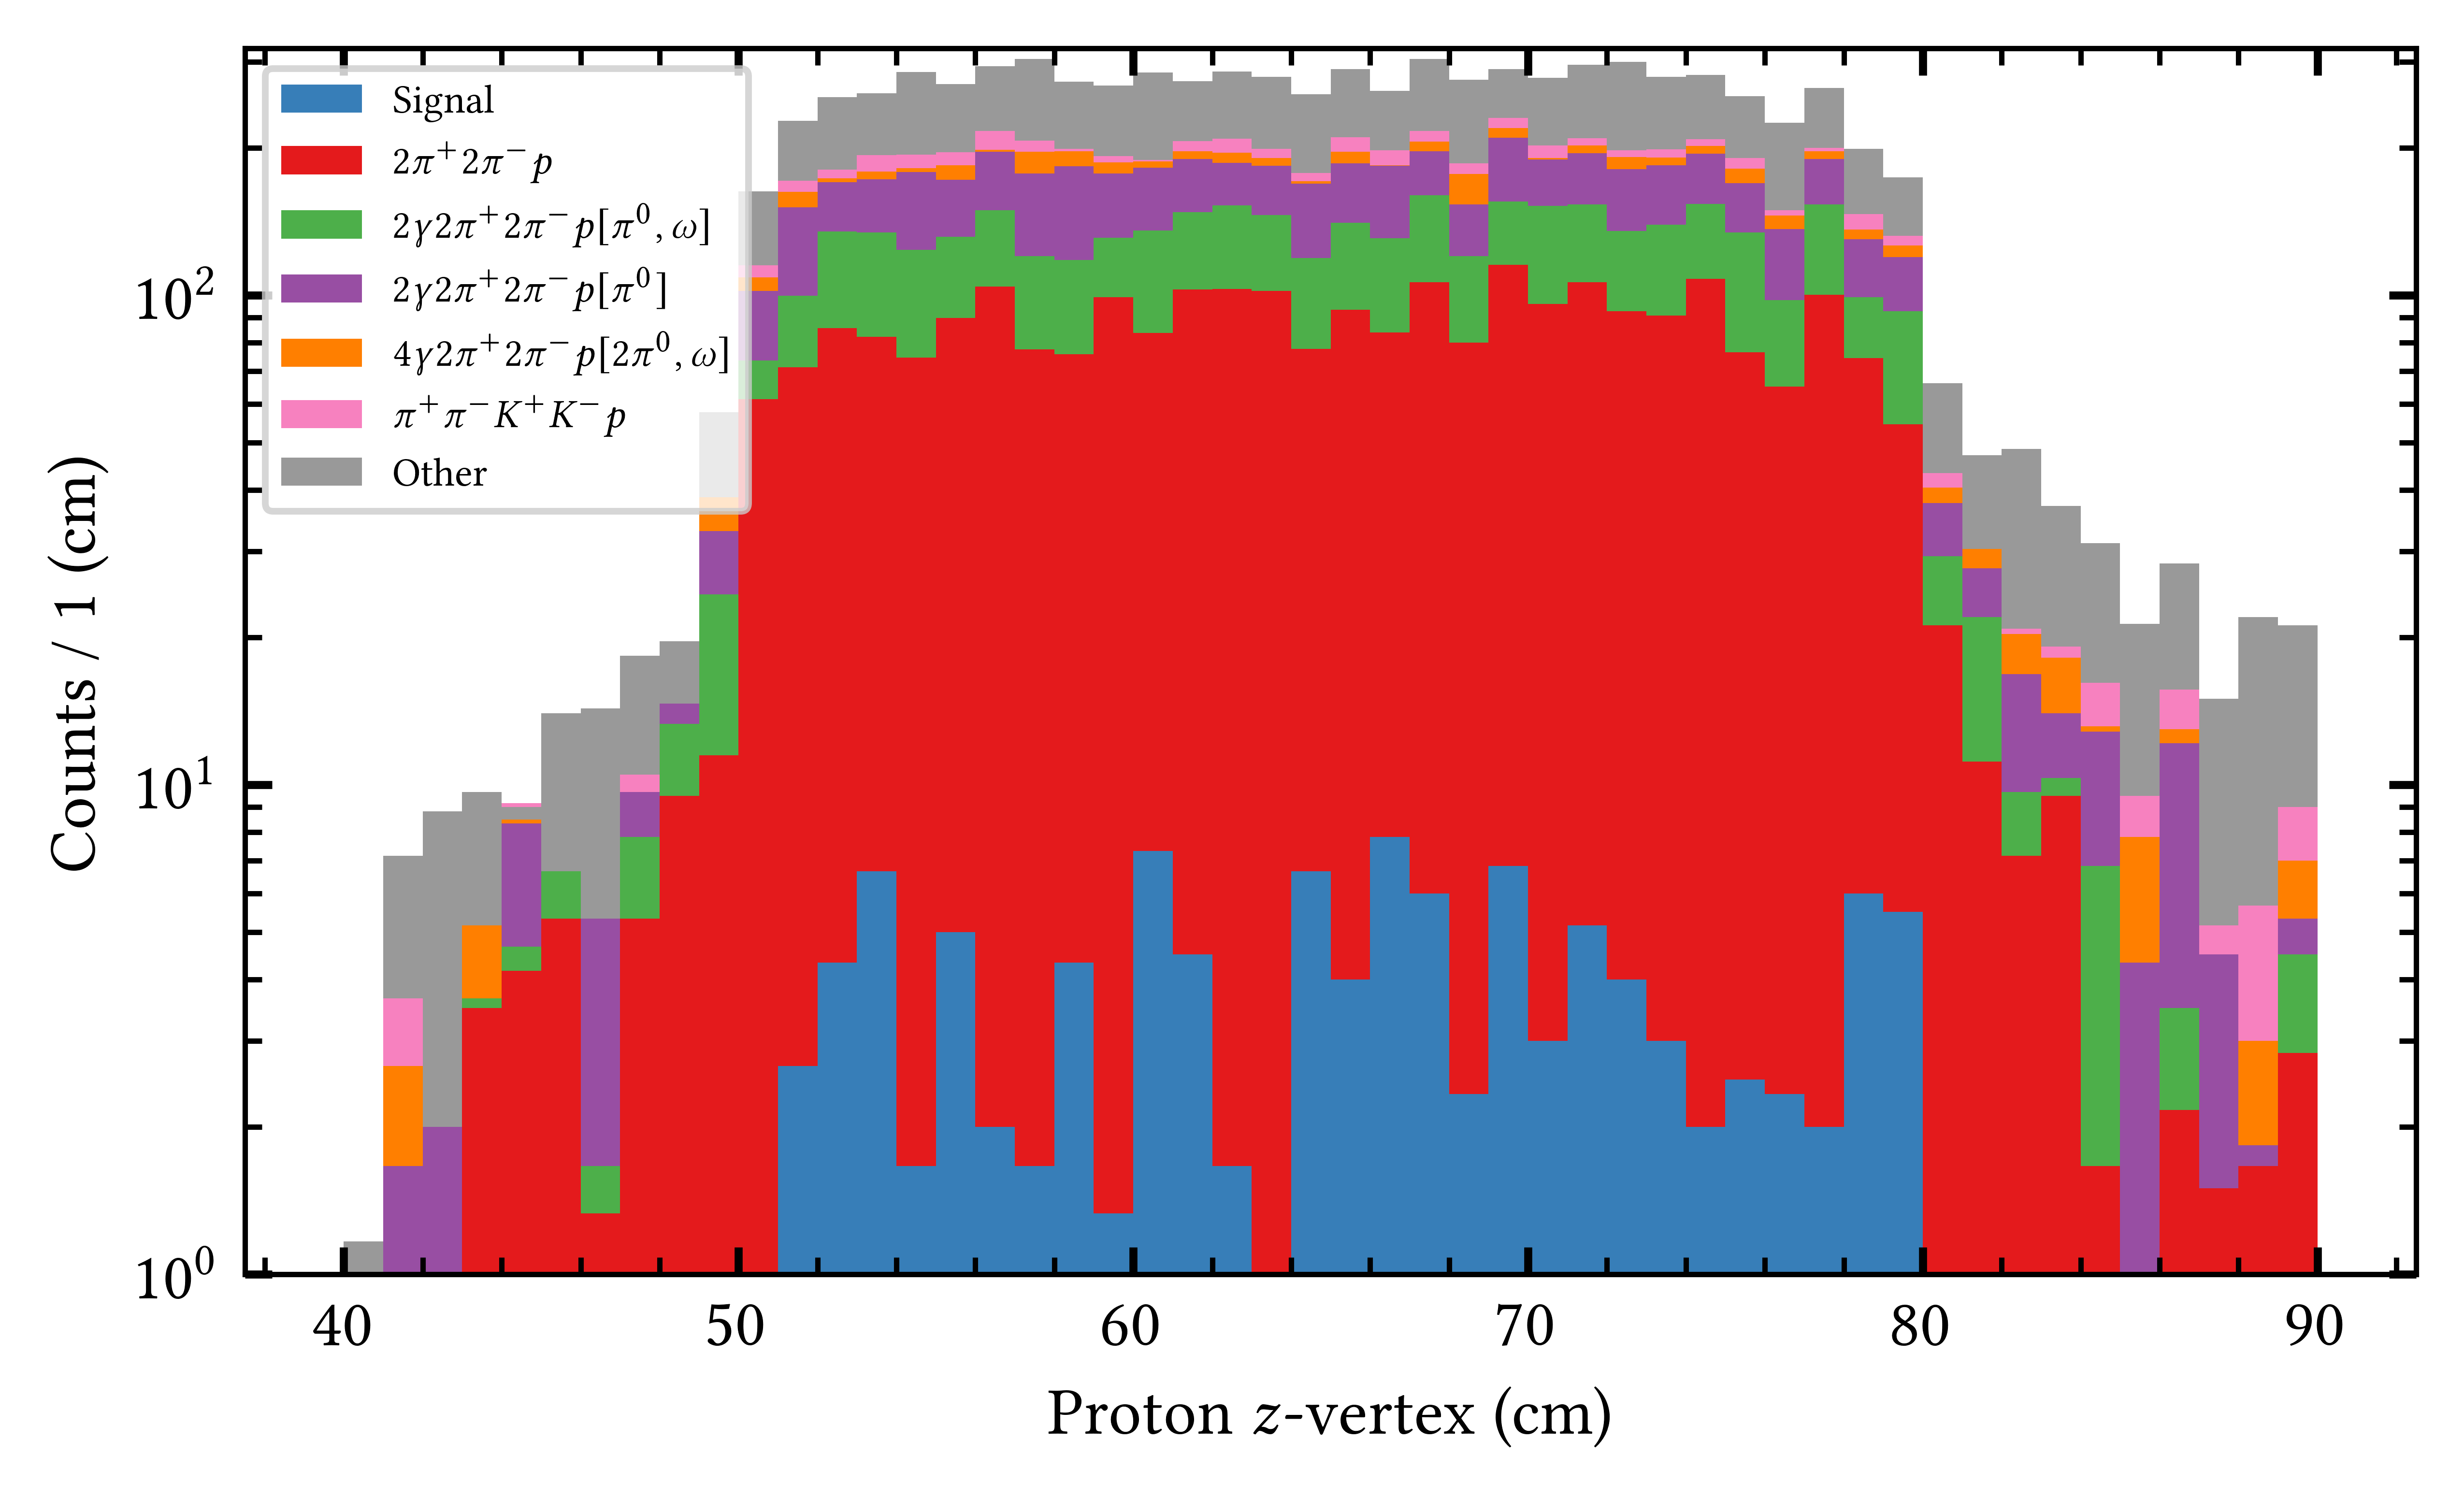 Signal
2π⁺2π⁻p
2γ2π⁺2π⁻p[π⁰, ω]
2γ2π⁺2π⁻p[π⁰]
4γ2π⁺2π⁻p[2π⁰, ω]
π⁺π⁻K⁺K⁻p
Other
Counts / 1 (cm)
10²
10¹
10⁰
40 50 60 70 80 90
Proton z-vertex (cm)